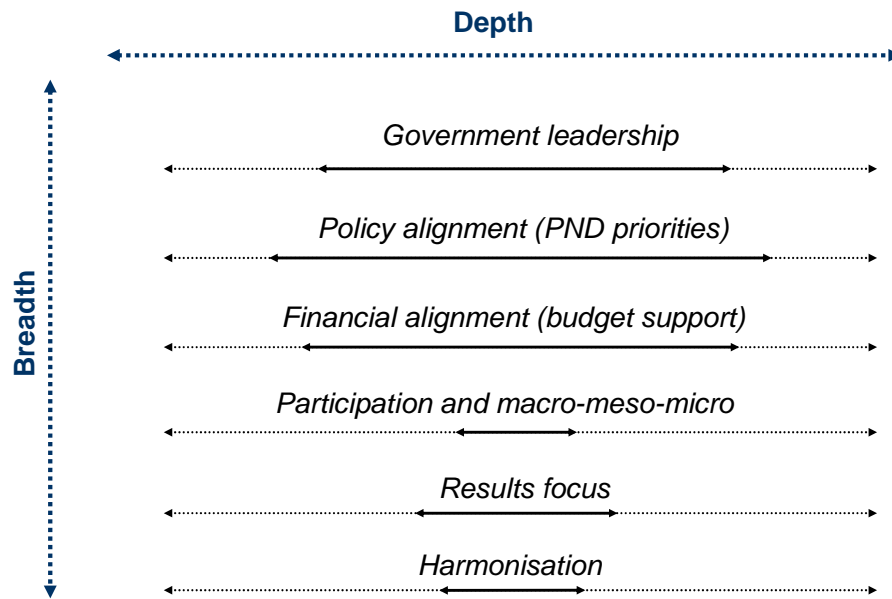 Depth
Breadth
Government leadership
Policy alignment (PND priorities)
Financial alignment (budget support)
Participation and macro-meso-micro
Results focus
Harmonisation